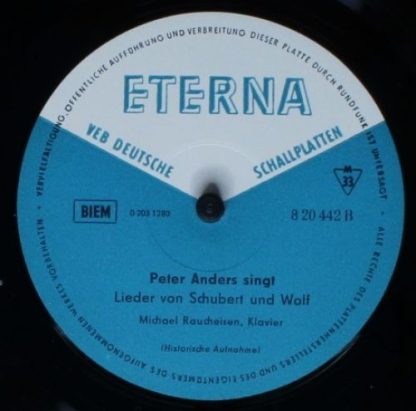 VERVIELFÄLTIGUNG, ÖFFENTLICHE AUFFÜHRUNG UND VERBREITUNG DIESER PLATTE DURCH RUNDFUNK IST UNTERSAGT
ETERNA
VEB DEUTSCHE
SCHALLPLATTEN
M
33
BIEM
0-203 1280
8 20 442 B
Peter Anders singt
Lieder von Schubert und Wolf
Michael Raucheisen, Klavier
(Historische Aufnahme)
• ALLE RECHTE DES PLATTENHERSTELLERS UND DES EIGENTÜMERS DES AUFGENOMMENEN WERKES VORBEHALTEN •